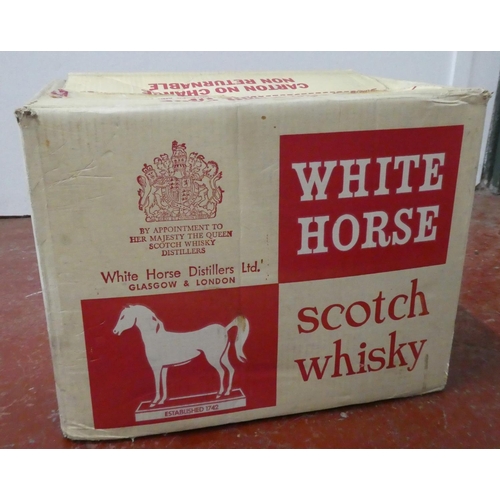 CARTON NO CHARGE
NON RETURNABLE
BY APPOINTMENT TO
HER MAJESTY THE QUEEN
SCOTCH WHISKY
DISTILLERS
White Horse Distillers Ltd.
GLASGOW & LONDON
WHITE
HORSE
ESTABLISHED 1742
scotch
whisky